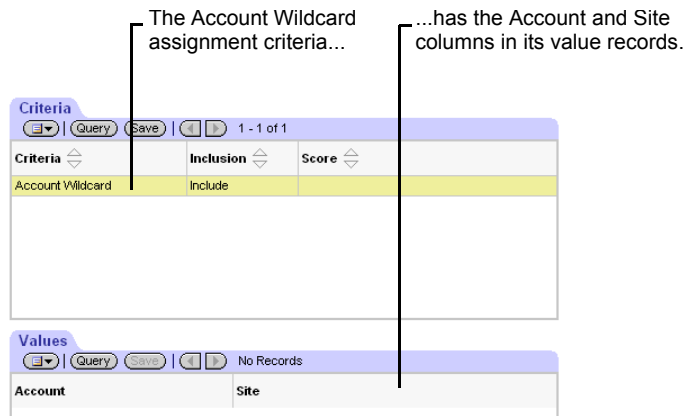 The Account Wildcard
assignment criteria...
...has the Account and Site
columns in its value records.
Criteria
Query Save 1 - 1 of 1
Criteria Inclusion Score
Account Wildcard Include
Values
Query Save No Records
Account Site